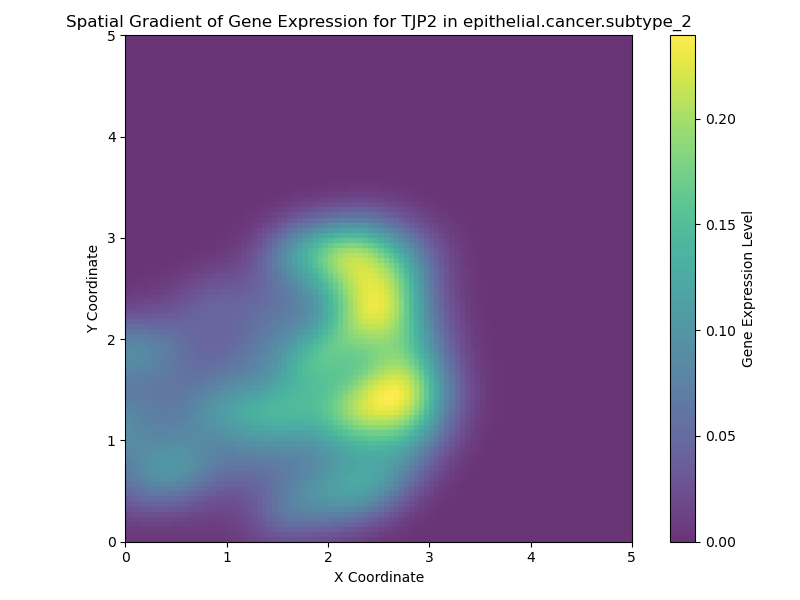 Spatial Gradient of Gene Expression for TJP2 in epithelial.cancer.subtype_2
5
4
3
2
1
0
Y Coordinate
0 1 2 3 4 5
X Coordinate
0.20
0.15
0.10
0.05
0.00
Gene Expression Level